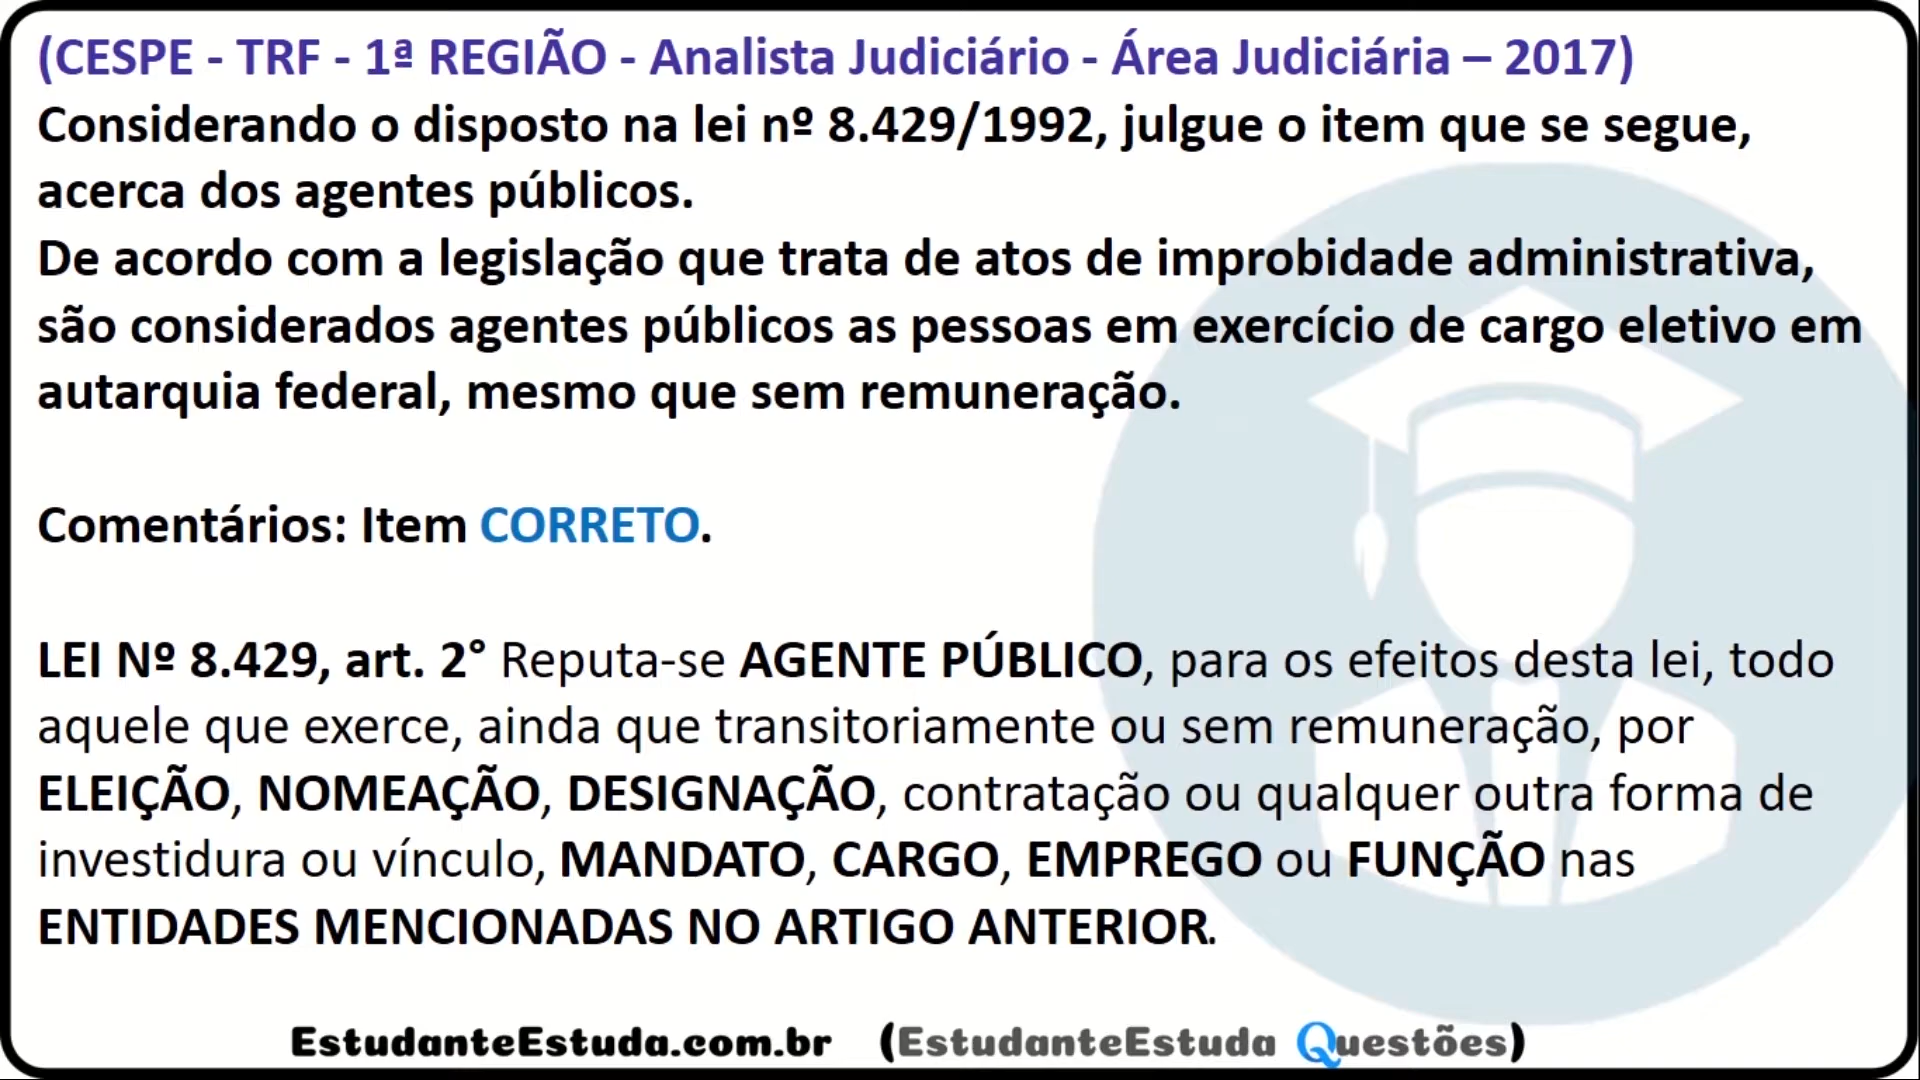 (CESPE - TRF - 1ª REGIÃO - Analista Judiciário - Área Judiciária – 2017)
Considerando o disposto na lei nº 8.429/1992, julgue o item que se segue,
acerca dos agentes públicos.
De acordo com a legislação que trata de atos de improbidade administrativa,
são considerados agentes públicos as pessoas em exercício de cargo eletivo em
autarquia federal, mesmo que sem remuneração.
Comentários: Item CORRETO.
LEI Nº 8.429, art. 2° Reputa-se AGENTE PÚBLICO, para os efeitos desta lei, todo
aquele que exerce, ainda que transitoriamente ou sem remuneração, por
ELEIÇÃO, NOMEAÇÃO, DESIGNAÇÃO, contratação ou qualquer outra forma de
investidura ou vínculo, MANDATO, CARGO, EMPREGO ou FUNÇÃO nas
ENTIDADES MENCIONADAS NO ARTIGO ANTERIOR.
EstudanteEstuda.com.br (EstudanteEstuda Questões)